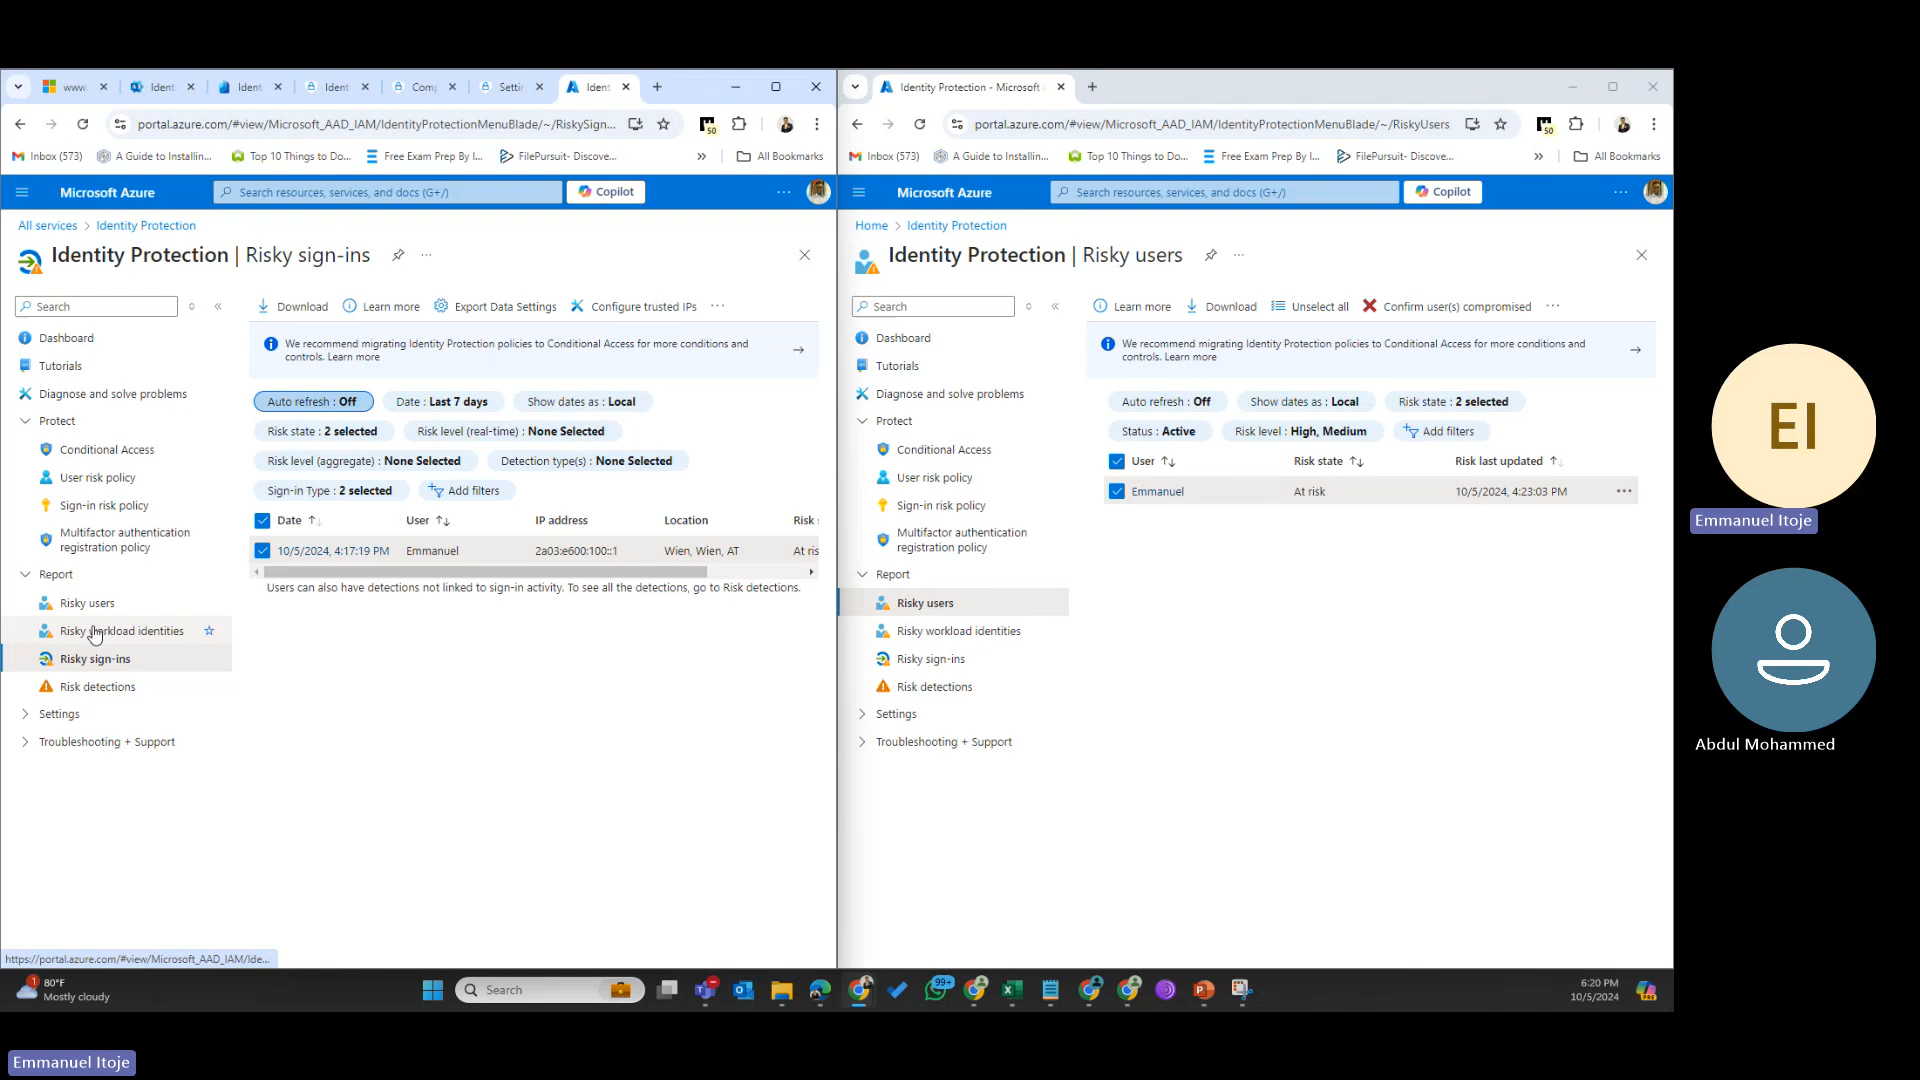 www.
Ident
Ident
Ident
Comp
Settin
Ident
portal.azure.com/#view/Microsoft_AAD_IAM/IdentityProtectionMenuBlade/~/RiskySign...
50
Inbox (573)
A Guide to Installin...
Top 10 Things to Do...
Free Exam Prep By I...
FilePursuit- Discove...
»
All Bookmarks
Microsoft Azure
Search resources, services, and docs (G+/)
Copilot
...
All services > Identity Protection
Identity Protection | Risky sign-ins
...
Search
«
Download
Learn more
Export Data Settings
Configure trusted IPs
...
We recommend migrating Identity Protection policies to Conditional Access for more conditions and
controls. Learn more
Dashboard
Tutorials
Diagnose and solve problems
Protect
Conditional Access
User risk policy
Sign-in risk policy
Multifactor authentication
registration policy
Report
Risky users
Risky workload identities
Risky sign-ins
Risk detections
Settings
Troubleshooting + Support
Auto refresh : Off
Date : Last 7 days
Show dates as : Local
Risk state : 2 selected
Risk level (real-time) : None Selected
Risk level (aggregate) : None Selected
Detection type(s) : None Selected
Sign-in Type : 2 selected
Add filters
Date
User
IP address
Location
Risk s
10/5/2024, 4:17:19 PM
Emmanuel
2a03:e600:100::1
Wien, Wien, AT
At ris
Users can also have detections not linked to sign-in activity. To see all the detections, go to Risk detections.
https://portal.azure.com/#view/Microsoft_AAD_IAM/Ide...
Identity Protection - Microsoft
portal.azure.com/#view/Microsoft_AAD_IAM/IdentityProtectionMenuBlade/~/RiskyUsers
50
Inbox (573)
A Guide to Installin...
Top 10 Things to Do...
Free Exam Prep By I...
FilePursuit- Discove...
»
All Bookmarks
Microsoft Azure
Search resources, services, and docs (G+/)
Copilot
...
Home > Identity Protection
Identity Protection | Risky users
...
Search
«
Learn more
Download
Unselect all
Confirm user(s) compromised
...
We recommend migrating Identity Protection policies to Conditional Access for more conditions and
controls. Learn more
Dashboard
Tutorials
Diagnose and solve problems
Protect
Conditional Access
User risk policy
Sign-in risk policy
Multifactor authentication
registration policy
Report
Risky users
Risky workload identities
Risky sign-ins
Risk detections
Settings
Troubleshooting + Support
Auto refresh : Off
Show dates as : Local
Risk state : 2 selected
Status : Active
Risk level : High, Medium
Add filters
User
Risk state
Risk last updated
Emmanuel
At risk
10/5/2024, 4:23:03 PM
...
EI
Emmanuel Itoje
Abdul Mohammed
1
80°F
Mostly cloudy
Search
99+
6:20 PM
10/5/2024
Emmanuel Itoje